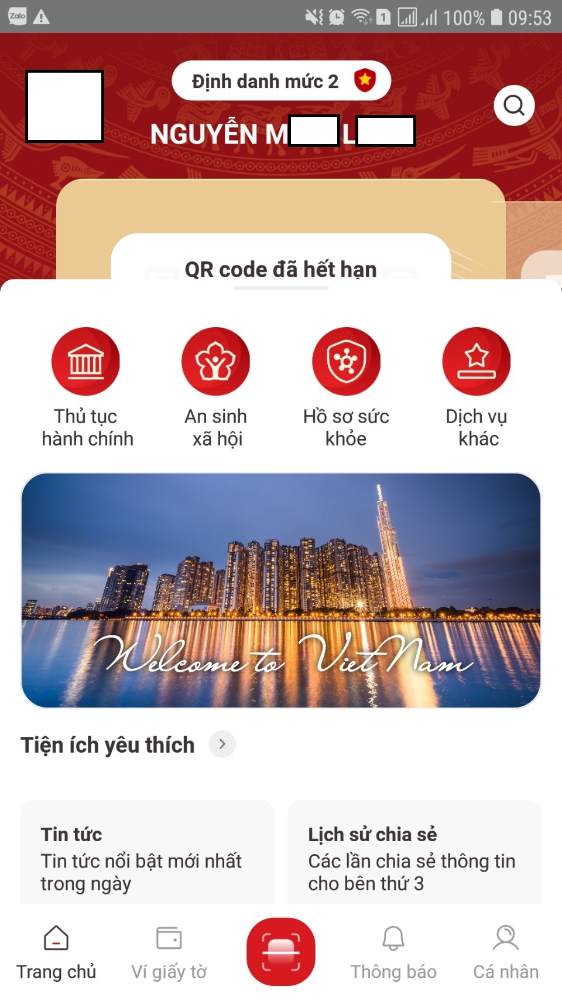 Zalo
1 100% 09:53
Định danh mức 2
NGUYỄN M L
QR code đã hết hạn
Thủ tục
hành chính
An sinh
xã hội
Hồ sơ sức
khỏe
Dịch vụ
khác
Welcome to VietNam
Tiện ích yêu thích
Tin tức
Tin tức nổi bật mới nhất
trong ngày
Lịch sử chia sẻ
Các lần chia sẻ thông tin
cho bên thứ 3
Trang chủ
Ví giấy tờ
Thông báo
Cá nhân